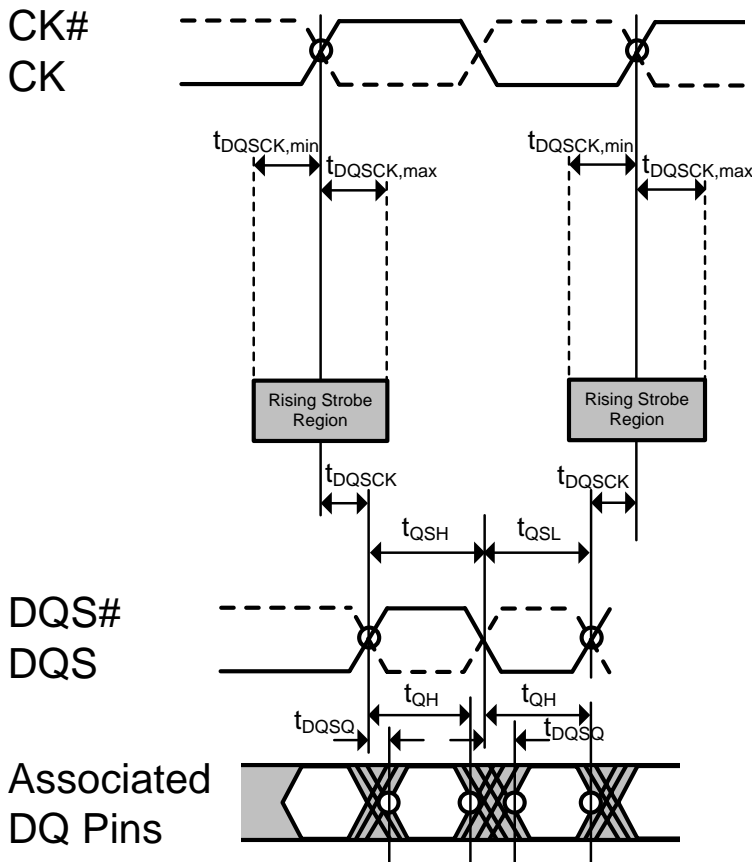 CK#
CK
tDQSCK,min
tDQSCK,max
tDQSCK,min
tDQSCK,max
Rising Strobe
Region
Rising Strobe
Region
tDQSCK
tDQSCK
tQSH
tQSL
DQS#
DQS
tQH
tQH
tDQSQ
tDQSQ
Associated
DQ Pins